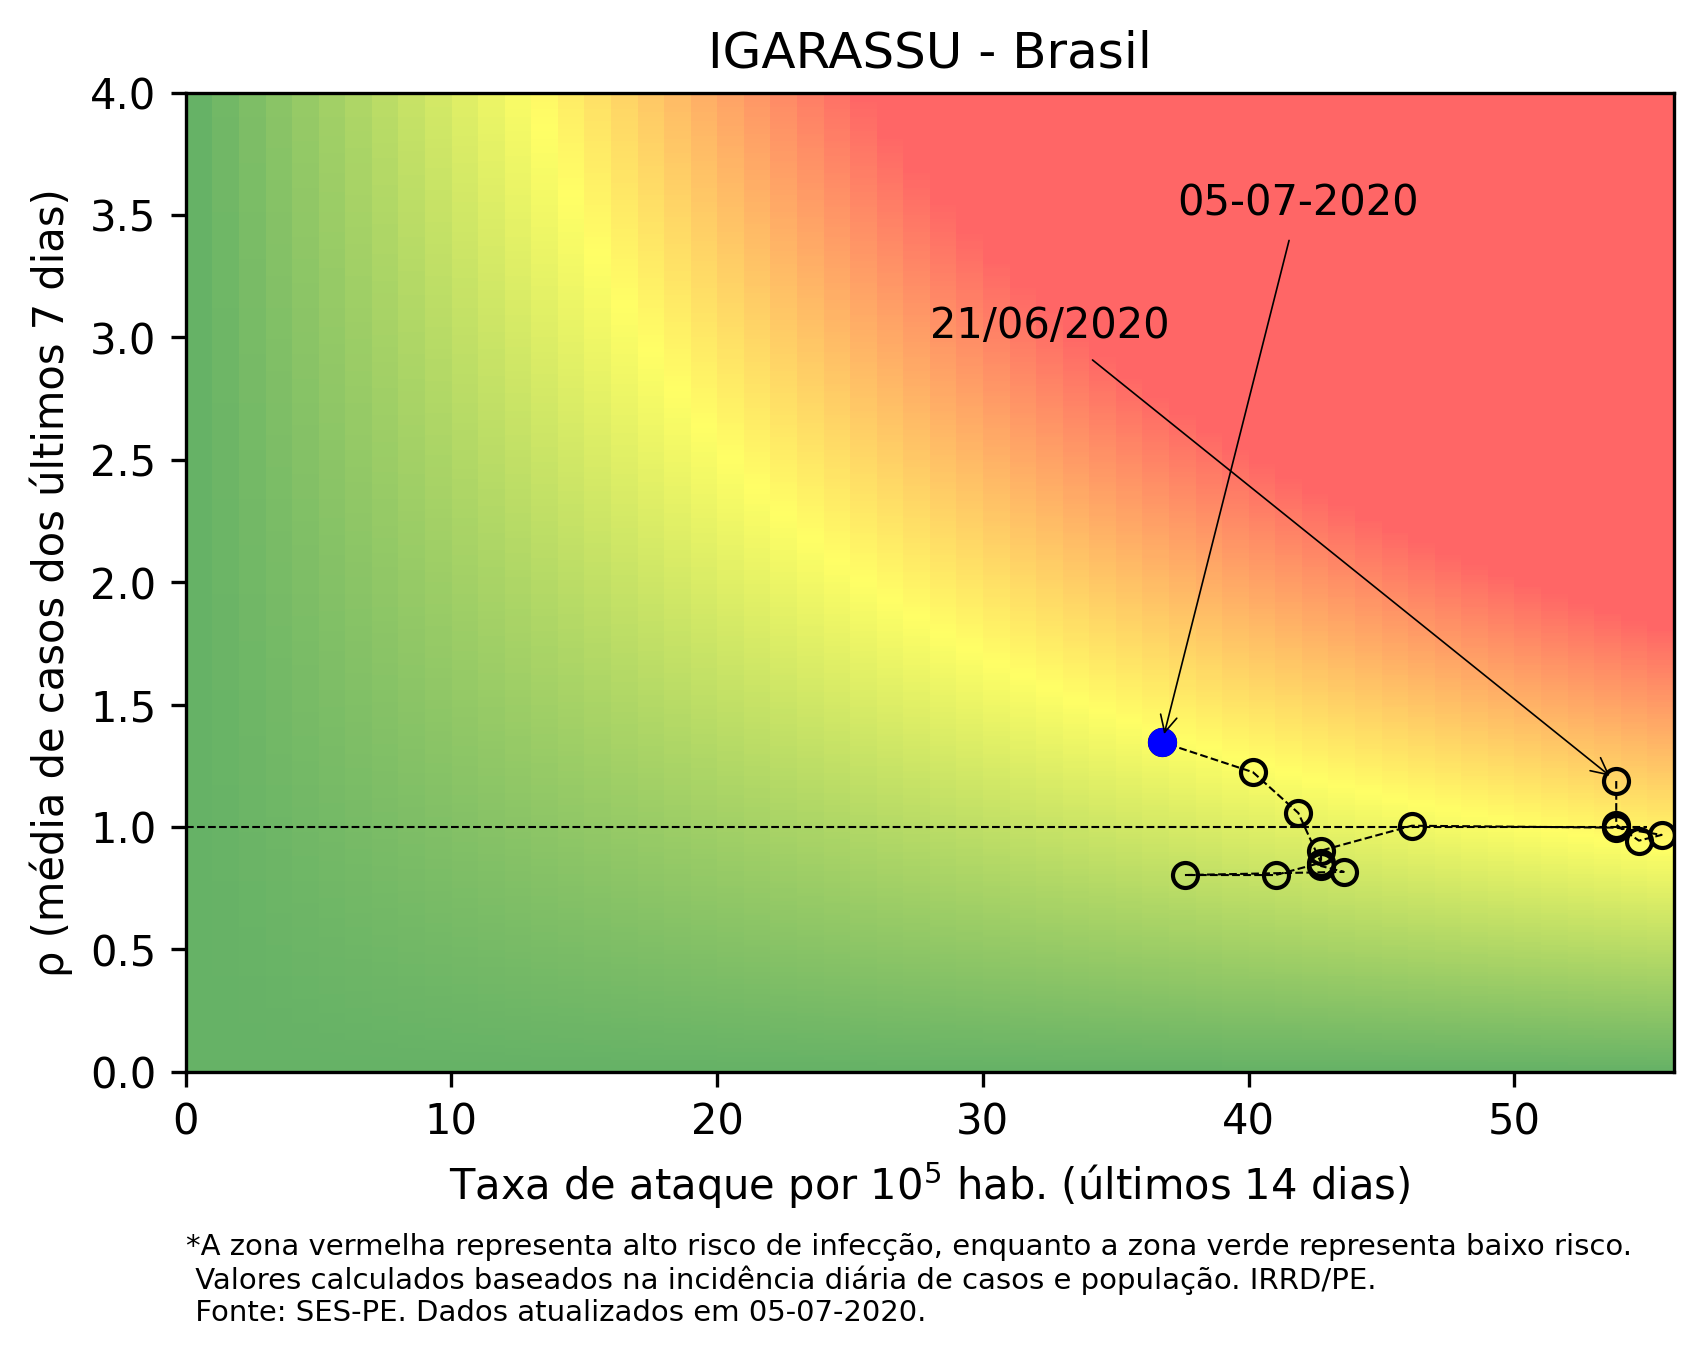 IGARASSU - Brasil
4.0
3.5
3.0
2.5
2.0
1.5
1.0
0.5
0.0
ρ (média de casos dos últimos 7 dias)
05-07-2020
21/06/2020
0 10 20 30 40 50
Taxa de ataque por 10⁵ hab. (últimos 14 dias)
*A zona vermelha representa alto risco de infecção, enquanto a zona verde representa baixo risco.
Valores calculados baseados na incidência diária de casos e população. IRRD/PE.
Fonte: SES-PE. Dados atualizados em 05-07-2020.